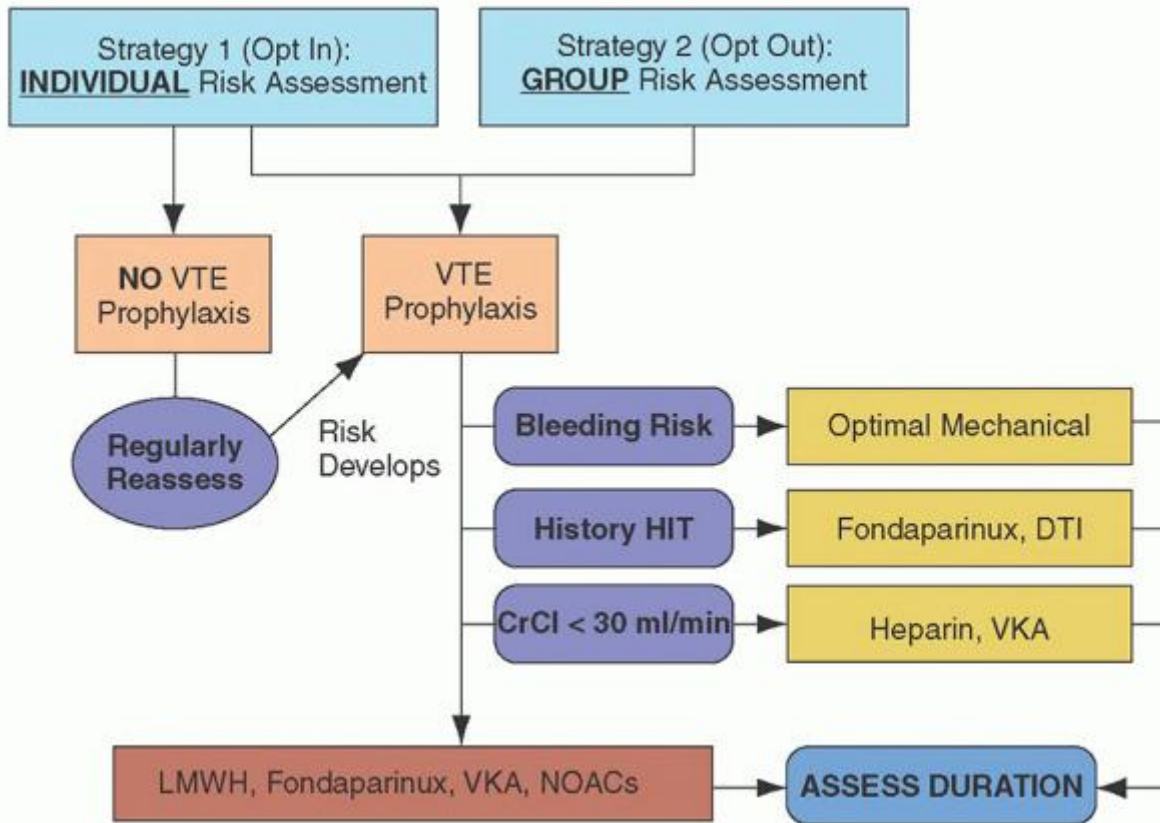 Strategy 1 (Opt In):
INDIVIDUAL Risk Assessment
Strategy 2 (Opt Out):
GROUP Risk Assessment
NO VTE
Prophylaxis
VTE
Prophylaxis
Regularly
Reassess
Risk
Develops
Bleeding Risk
Optimal Mechanical
History HIT
Fondaparinux, DTI
CrCl < 30 ml/min
Heparin, VKA
LMWH, Fondaparinux, VKA, NOACs
ASSESS DURATION